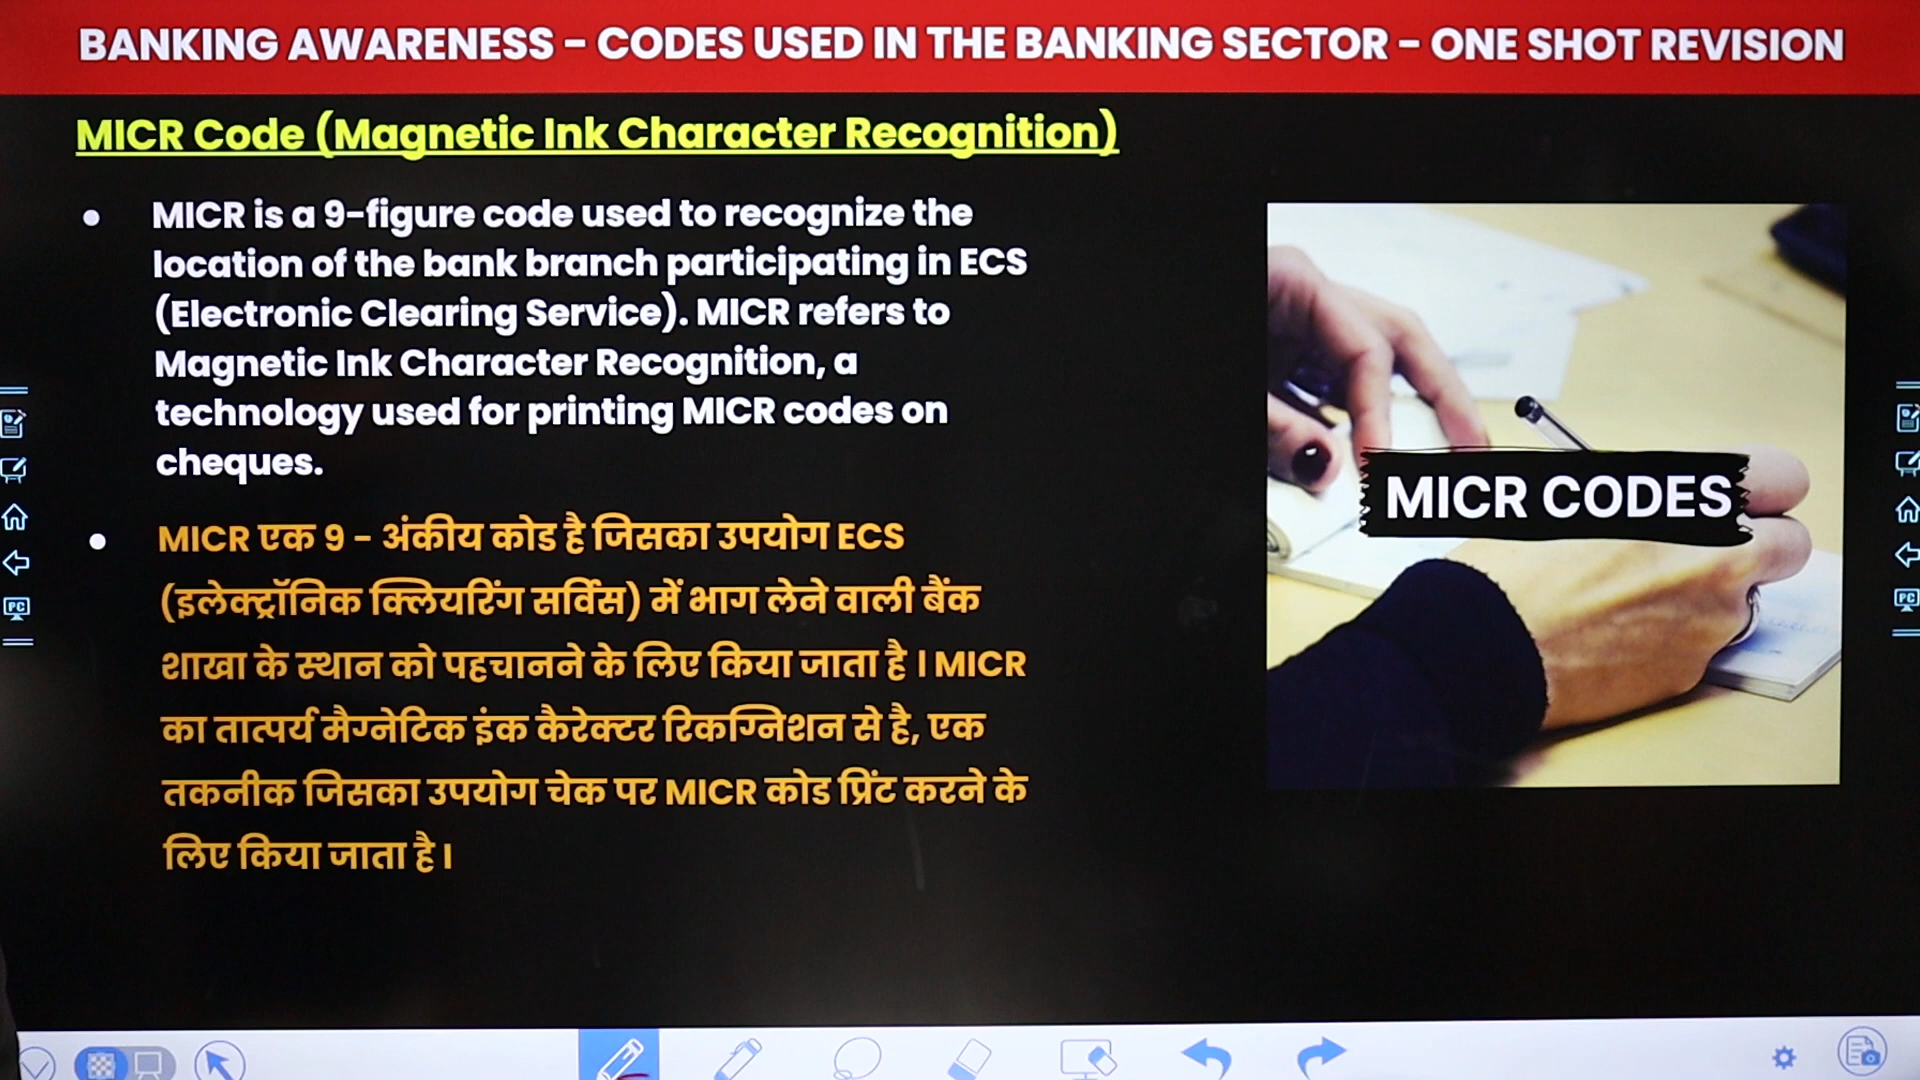 BANKING AWARENESS - CODES USED IN THE BANKING SECTOR - ONE SHOT REVISION
MICR Code (Magnetic Ink Character Recognition)
MICR is a 9-figure code used to recognize the
location of the bank branch participating in ECS
(Electronic Clearing Service). MICR refers to
Magnetic Ink Character Recognition, a
technology used for printing MICR codes on
cheques.
MICR एक 9 - अंकीय कोड है जिसका उपयोग ECS
(इलेक्ट्रॉनिक क्लियरिंग सर्विस) में भाग लेने वाली बैंक
शाखा के स्थान को पहचानने के लिए किया जाता है । MICR
का तात्पर्य मैग्नेटिक इंक कैरेक्टर रिकग्निशन से है, एक
तकनीक जिसका उपयोग चेक पर MICR कोड प्रिंट करने के
लिए किया जाता है ।
MICR CODES
PC
PC